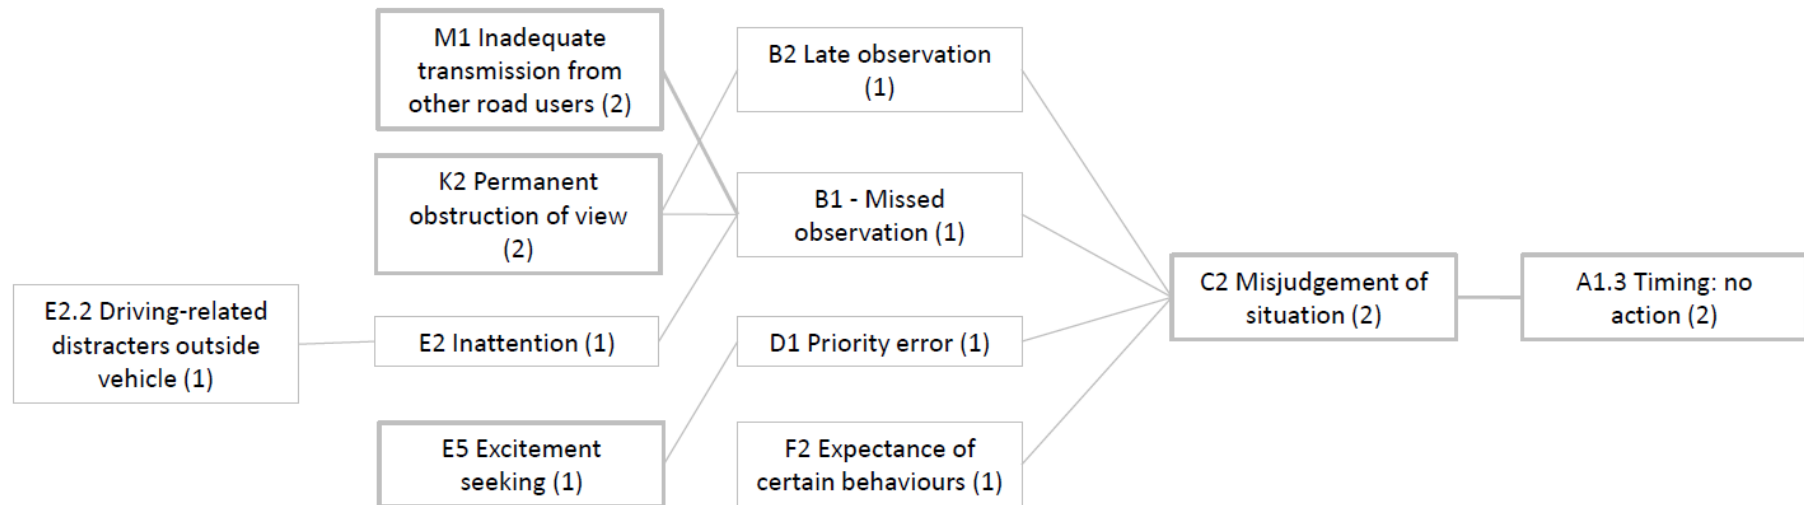 M1 Inadequate
transmission from
other road users (2)
B2 Late observation
(1)
K2 Permanent
obstruction of view
(2)
B1 - Missed
observation (1)
C2 Misjudgement of
situation (2)
A1.3 Timing: no
action (2)
E2.2 Driving-related
distracters outside
vehicle (1)
E2 Inattention (1)
D1 Priority error (1)
E5 Excitement
seeking (1)
F2 Expectance of
certain behaviours (1)